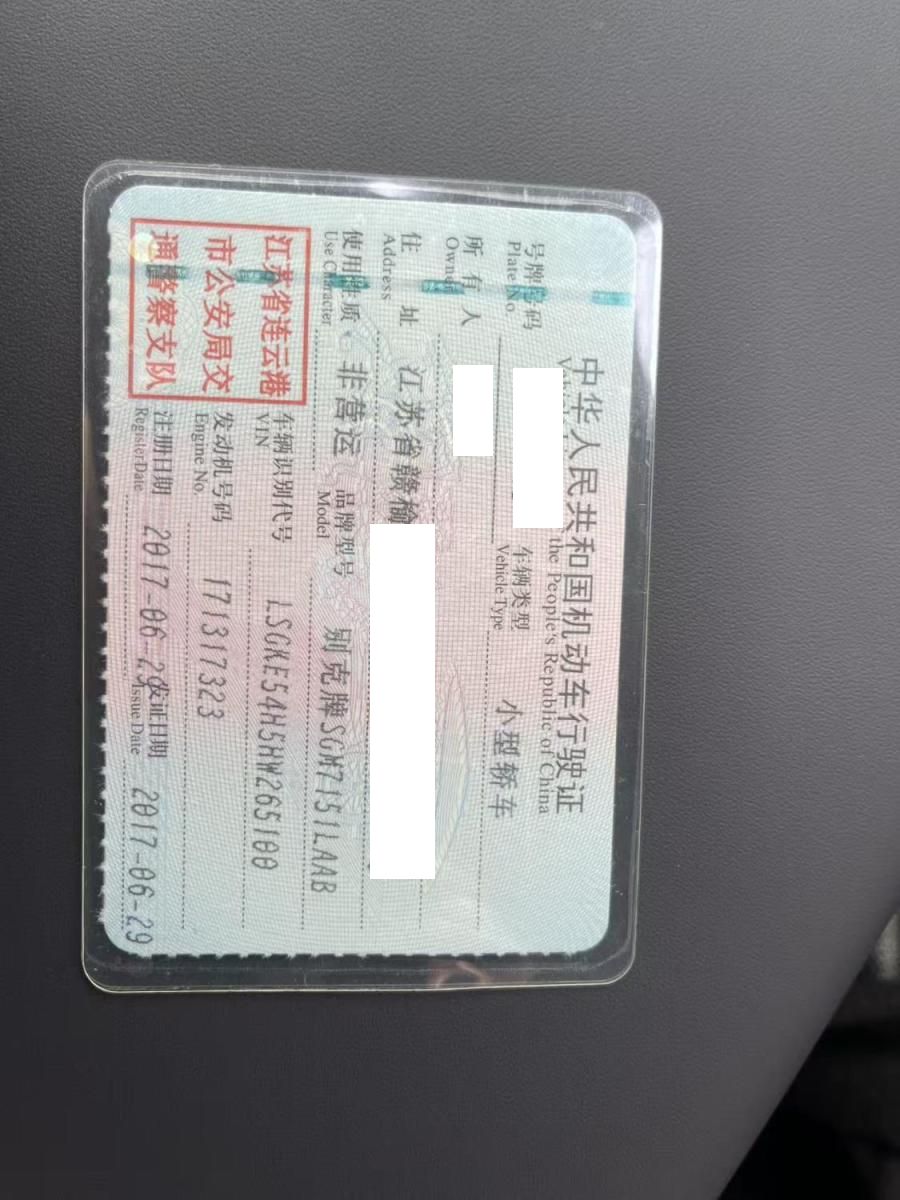 中华人民共和国机动车行驶证
the People's Republic of China
号牌号码
Plate No.
车辆类型 小型轿车
Vehicle Type
所有人
Owner
住址 江苏省赣榆
Address
使用性质 非营运 品牌型号 别克牌SGM7151LAAB
Use Character Model
江苏省连云港
市公安局交
通警察支队
车辆识别代号 LSGKE54H5HW265100
VIN
发动机号码 17131723
Engine No.
注册日期 2017-06-29 发证日期 2017-06-29
Register Date Issue Date